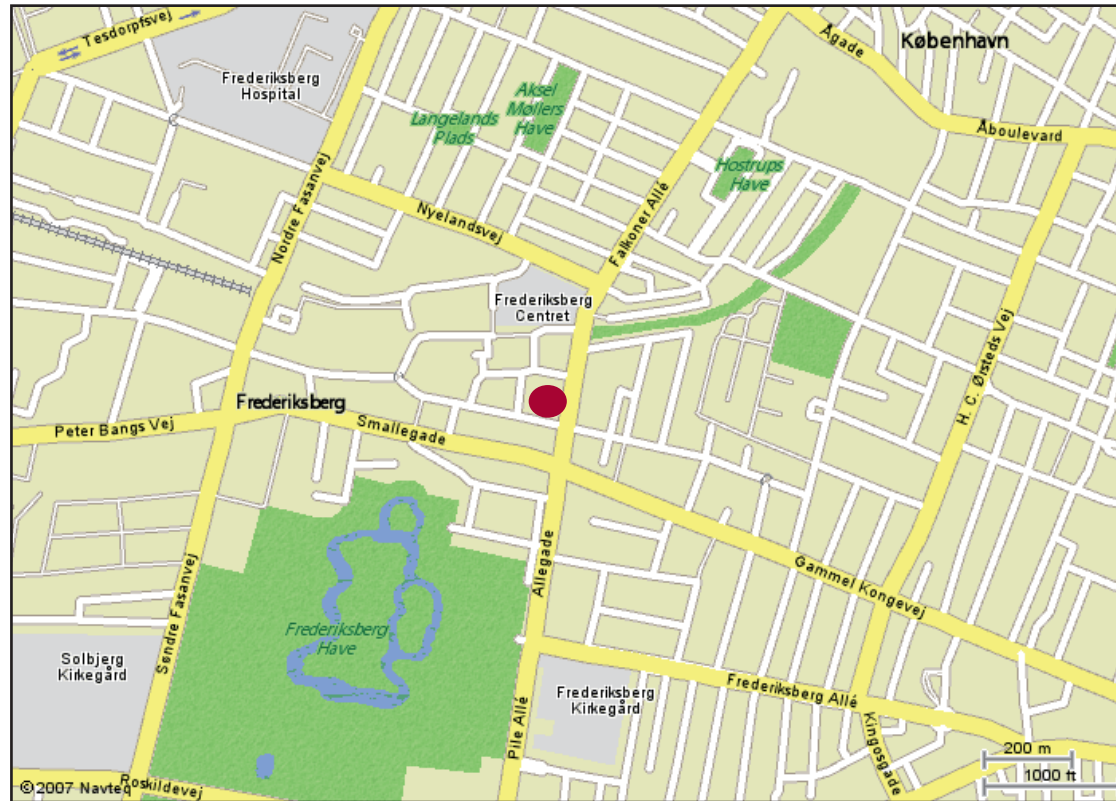 Tesdorpfsvej
Ågade
København
Frederiksberg
Hospital
Aksel
Møllers
Have
Langelands
Plads
Åboulevard
Hostrups
Have
Nordre Fasanvej
Nyelandsvej
Falkoner Allé
Frederiksberg
Centret
H. C. Ørsteds Vej
Frederiksberg
Peter Bangs Vej
Smallegade
Allegade
Gammel Kongevej
Søndre Fasanvej
Frederiksberg
Have
Solbjerg
Kirkegård
Frederiksberg
Kirkegård
Frederiksberg Allé
Pile Allé
Kingosgade
200 m
1000 ft
©2007 Navteq
Roskildevej